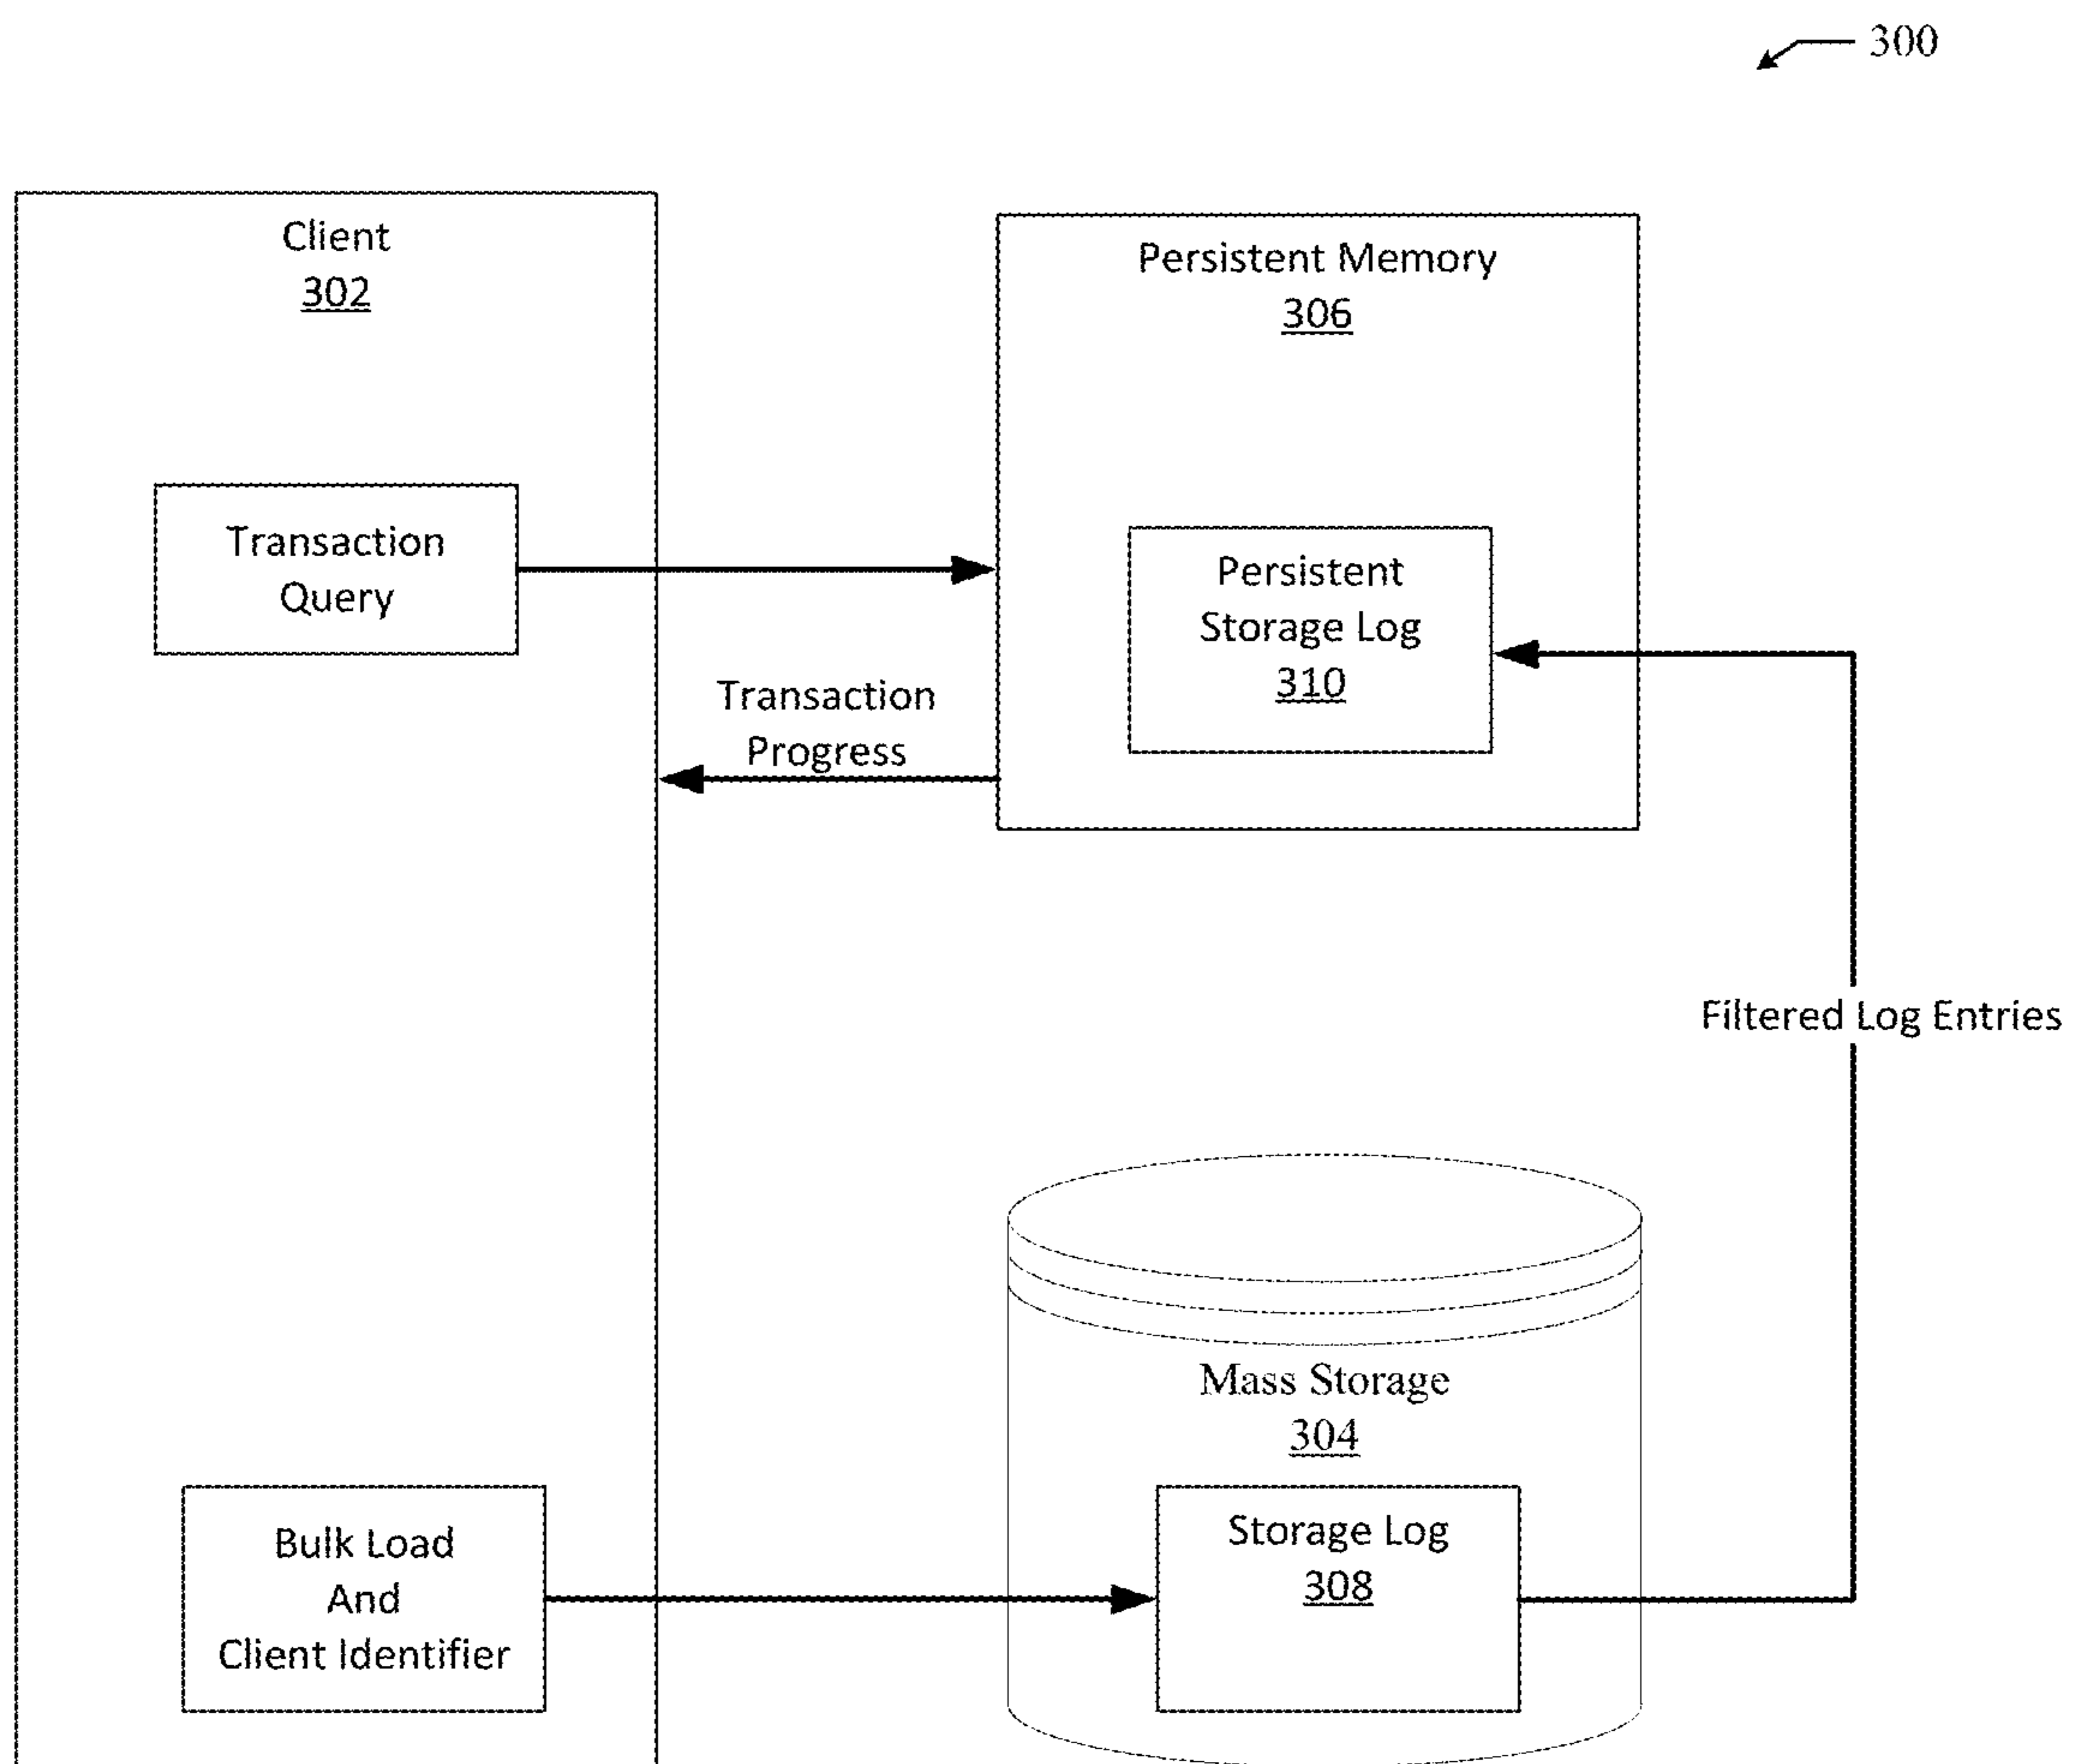 300
Client
302
Persistent Memory
306
Transaction
Query
Persistent
Storage Log
310
Transaction
Progress
Filtered Log Entries
Mass Storage
304
Bulk Load
And
Client Identifier
Storage Log
308